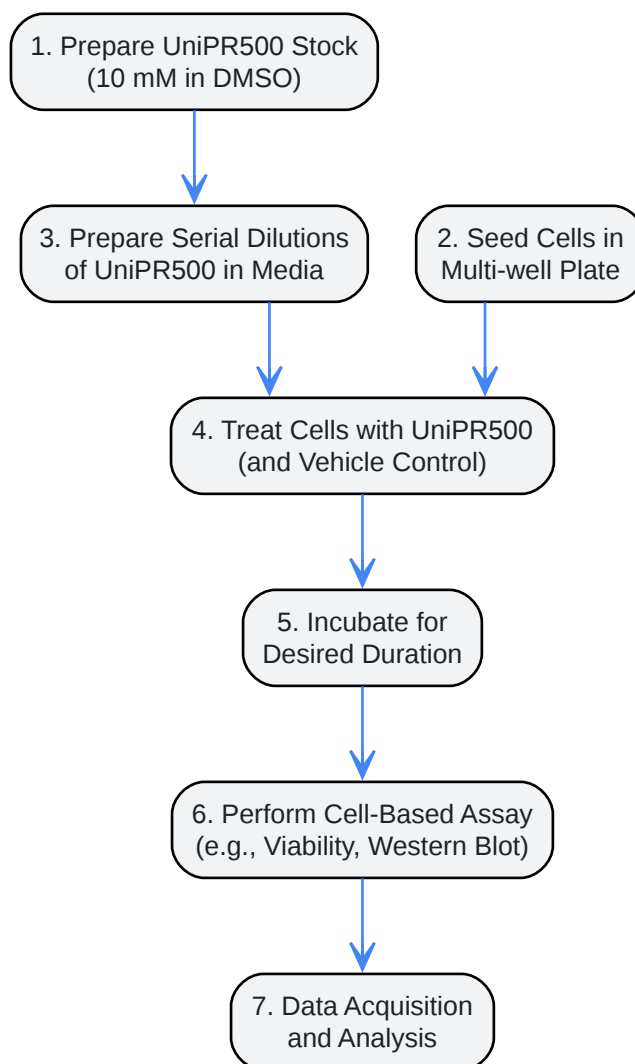 1. Prepare UniPR500 Stock
(10 mM in DMSO)
3. Prepare Serial Dilutions
of UniPR500 in Media
2. Seed Cells in
Multi-well Plate
4. Treat Cells with UniPR500
(and Vehicle Control)
5. Incubate for
Desired Duration
6. Perform Cell-Based Assay
(e.g., Viability, Western Blot)
7. Data Acquisition
and Analysis